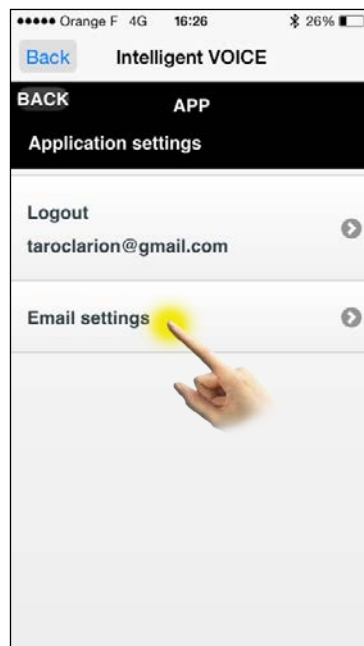 Orange F 4G 16:26 26%
Back Intelligent VOICE
BACK
APP
Application settings
Logout
taroclarion@gmail.com
Email settings